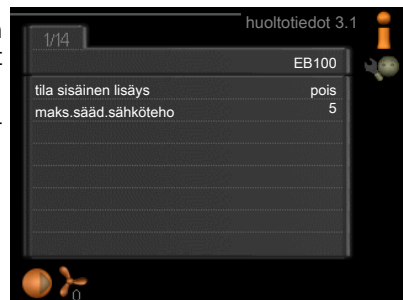 huoltotiedot 3.1
1/14
EB100
tila sisäinen lisäys pois
maks.sääd.sähköteho 5
0